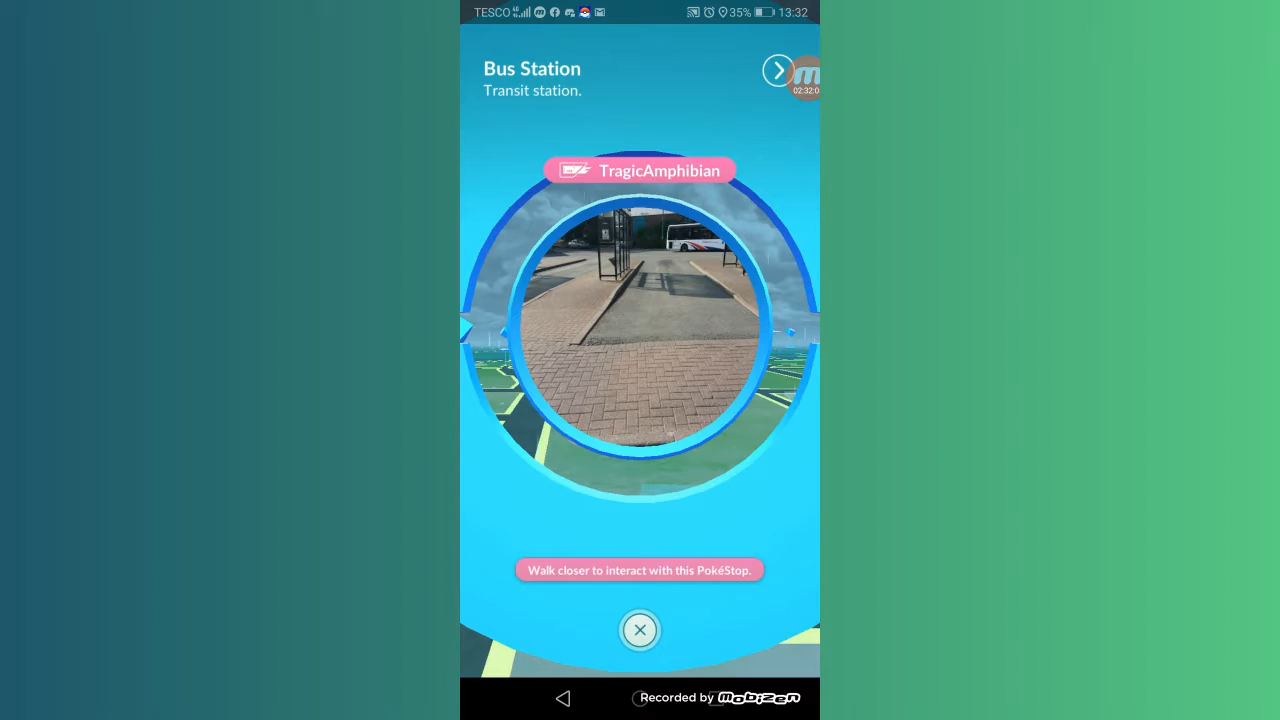 TESCO 35% 13:32
Bus Station
Transit station.
02:32:0
TragicAmphibian
Walk closer to interact with this PokéStop.
Recorded by mobizen